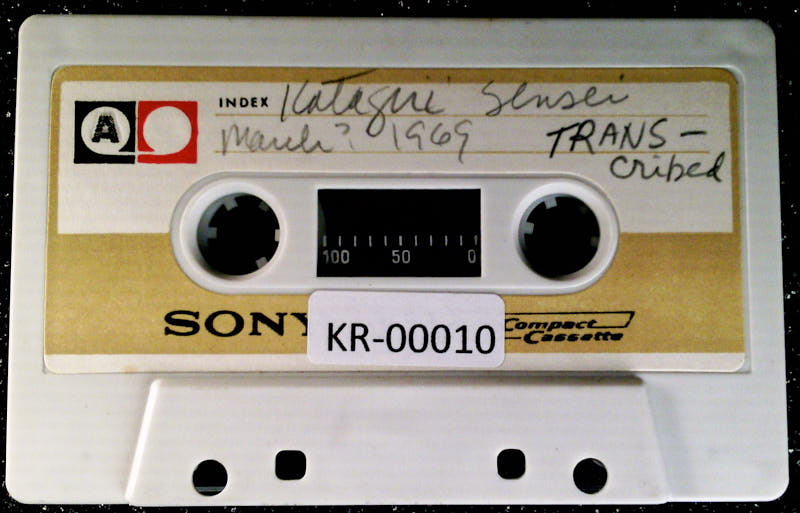 A
INDEX Katagiri Sensei
March? 1969 TRANS-
cribed
100 50 0
SONY
KR-00010
Compact
Cassette